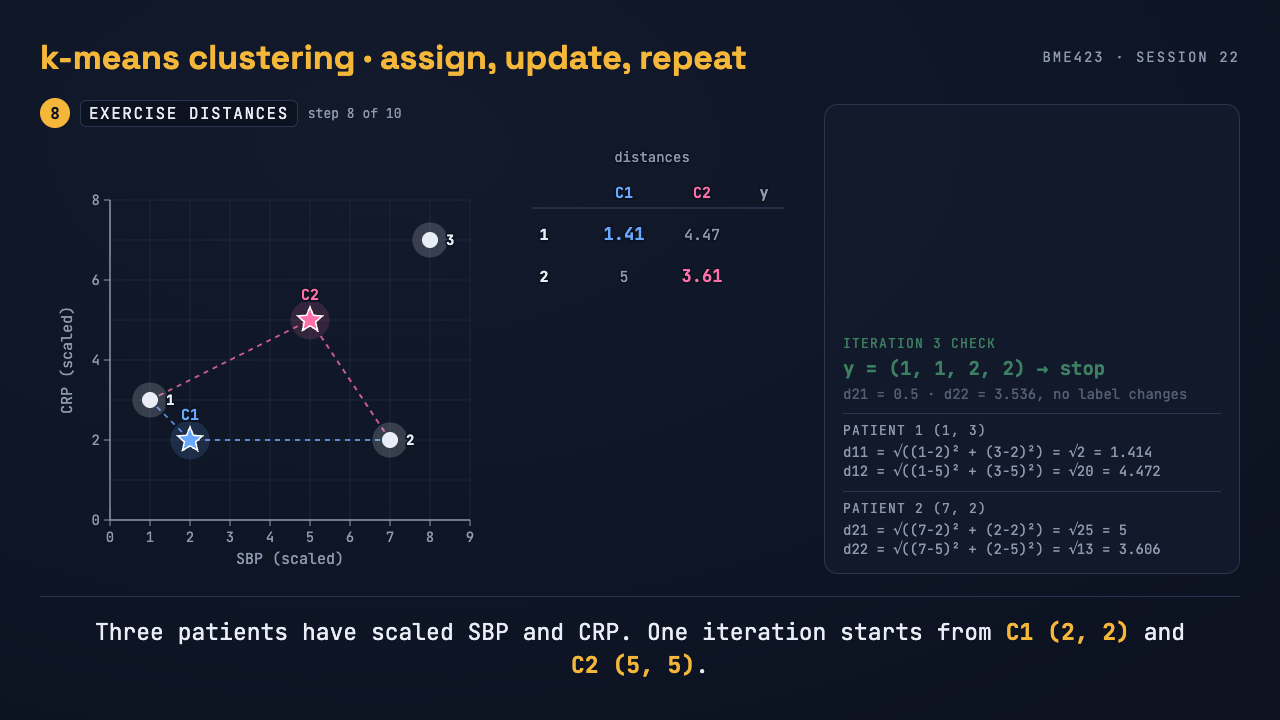 k-means clustering · assign, update, repeat
BME423 · SESSION 22
8 EXERCISE DISTANCES step 8 of 10
distances
C1 C2 y
1 1.41 4.47
2 5 3.61
8
6
4
2
0
0 1 2 3 4 5 6 7 8 9
SBP (scaled)
CRP (scaled)
3
C2
1
C1
2
ITERATION 3 CHECK
y = (1, 1, 2, 2) → stop
d21 = 0.5 · d22 = 3.536, no label changes
PATIENT 1 (1, 3)
d11 = √((1-2)² + (3-2)²) = √2 = 1.414
d12 = √((1-5)² + (3-5)²) = √20 = 4.472
PATIENT 2 (7, 2)
d21 = √((7-2)² + (2-2)²) = √25 = 5
d22 = √((7-5)² + (2-5)²) = √13 = 3.606
Three patients have scaled SBP and CRP. One iteration starts from C1 (2, 2) and
C2 (5, 5).